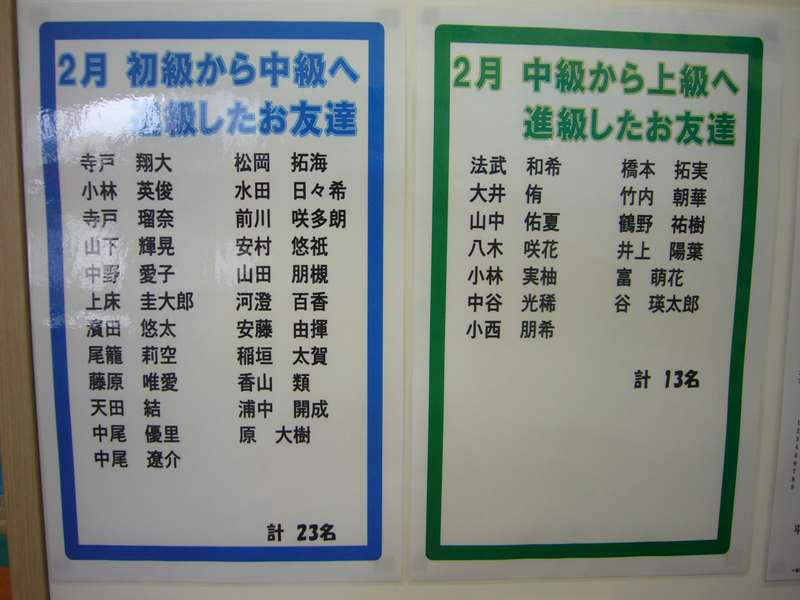 2月 初級から中級へ
進級したお友達
寺戸 翔大
小林 英俊
寺戸 瑠奈
山下 輝晃
中野 愛子
上床 圭大郎
濱田 悠太
尾籠 莉空
藤原 唯愛
天田 結
中尾 優里
中尾 遼介
松岡 拓海
水田 日々希
前川 咲多朗
安村 悠祇
山田 朋槻
河澄 百香
安藤 由揮
稲垣 太賀
香山 類
浦中 開成
原 大樹
計 23名
2月 中級から上級へ
進級したお友達
法武 和希
大井 侑
山中 佑夏
八木 咲花
小林 実柚
中谷 光稀
小西 朋希
橋本 拓実
竹内 朝華
鶴野 祐樹
井上 陽葉
富 萌花
谷 瑛太郎
計 13名